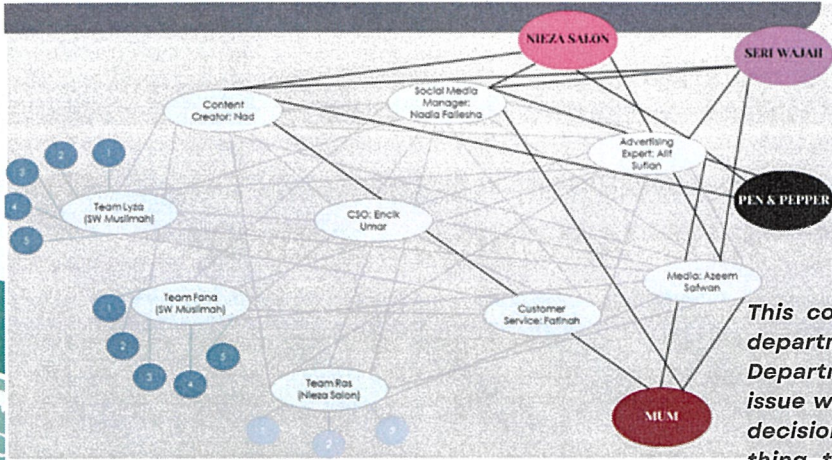 NIEZA SALON
SERI WAJAH
Content
Creator: Nad
Social Media
Manager:
Nadia Failesha
Advertising
Expert: Alif
Sufian
1
2
3
4
5
Team Lyza
(SW Muslimah)
CSO: Encik
Umar
PEN & PEPPER
Media: Azeem
Safwan
Team Fana
(SW Muslimah)
1
2
3
4
5
Customer
Service: Fatinah
Team Ras
(Nieza Salon)
2
MUM
This co
departm
Departm
issue w
decision
thing t